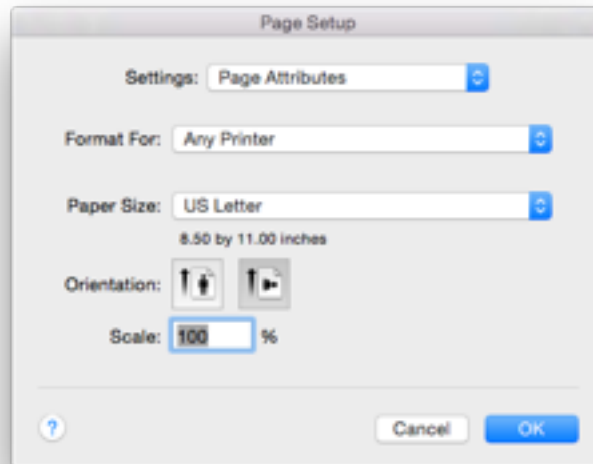 Page Setup
Settings: Page Attributes
Format For: Any Printer
Paper Size: US Letter
8.50 by 11.00 inches
Orientation:
Scale: 100 %
? Cancel OK